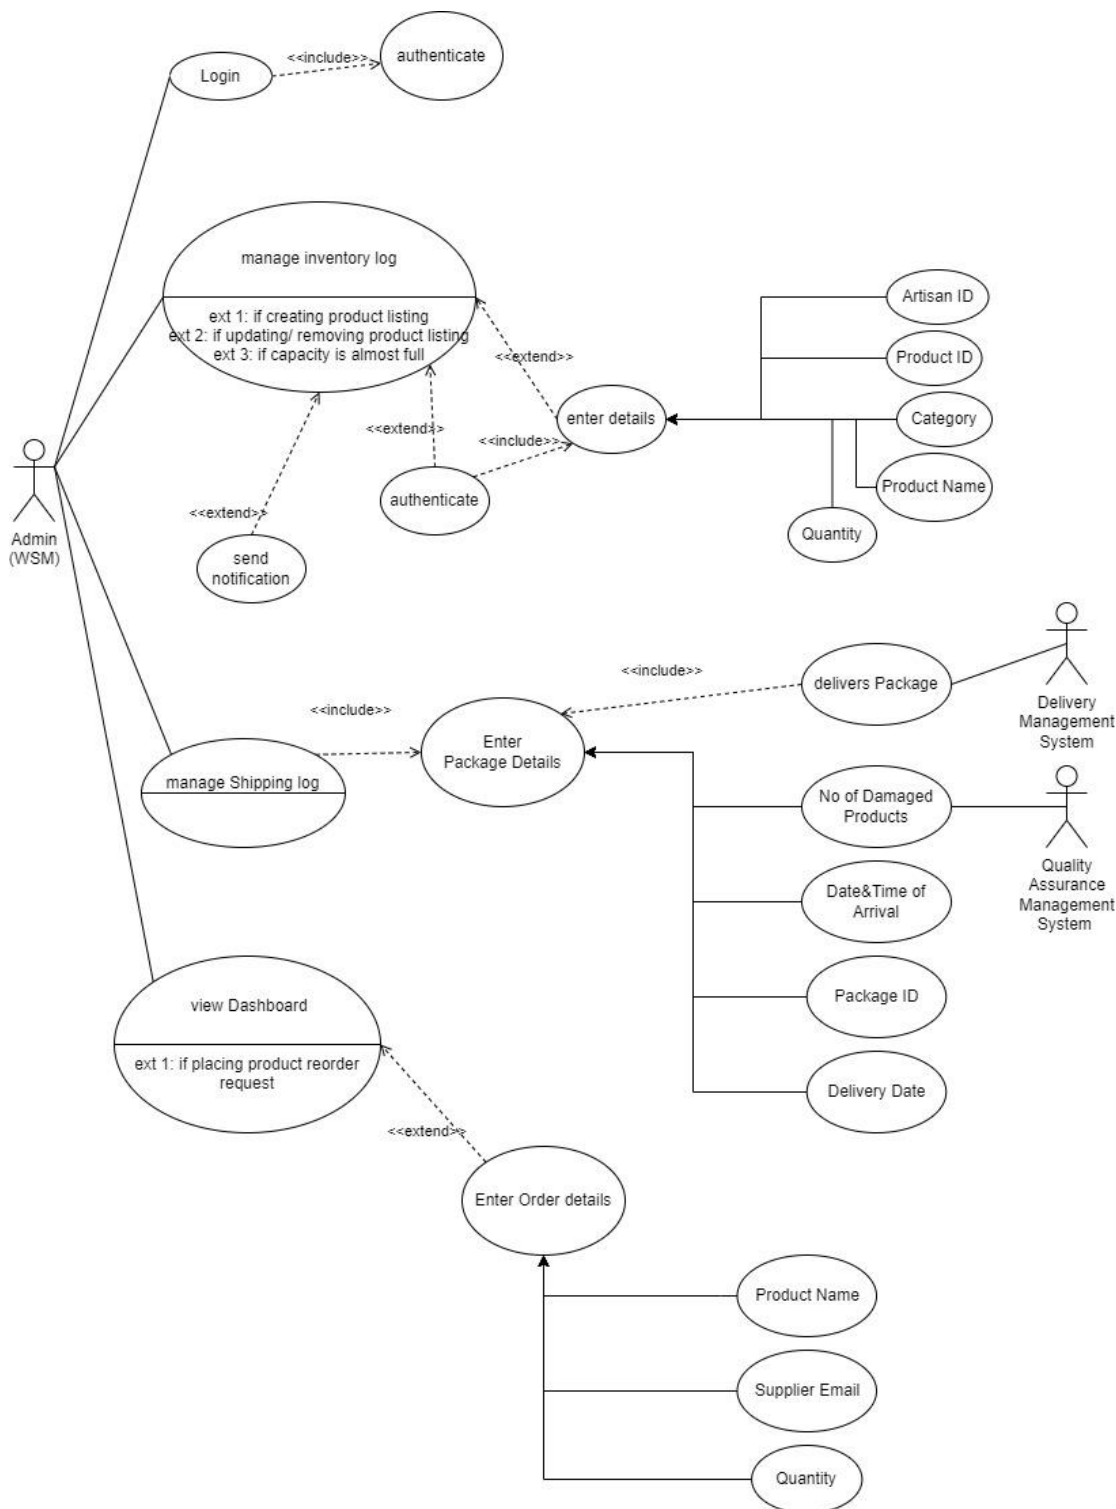 <<include>>
authenticate
Login
manage inventory log
ext 1: if creating product listing
ext 2: if updating/ removing product listing
ext 3: if capacity is almost full
<<extend>>
Artisan ID
Product ID
enter details
Category
<<extend>>
<<include>>
Product Name
authenticate
<<extend>>
Quantity
Admin
(WSM)
send
notification
<<include>>
delivers Package
Delivery
Management
System
<<include>>
Enter
Package Details
manage Shipping log
No of Damaged
Products
Quality
Assurance
Management
System
Date&Time of
Arrival
Package ID
view Dashboard
ext 1: if placing product reorder
request
Delivery Date
<<extend>>
Enter Order details
Product Name
Supplier Email
Quantity